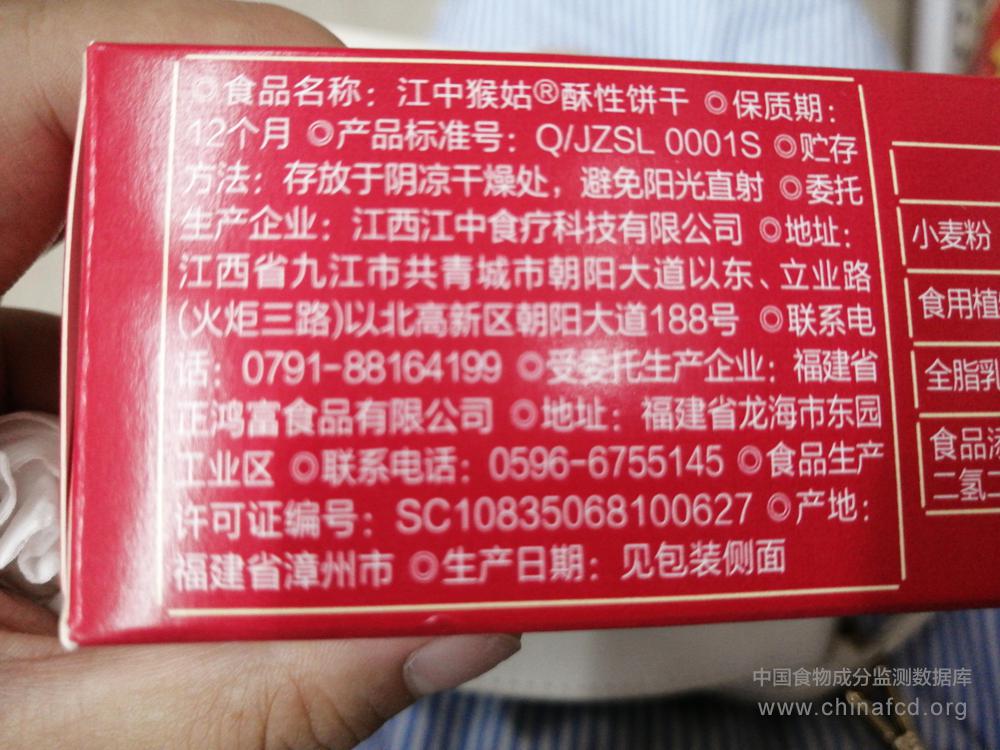 ◎食品名称：江中猴姑®酥性饼干 ◎保质期：
12个月 ◎产品标准号：Q/JZSL 0001S ◎贮存
方法：存放于阴凉干燥处，避免阳光直射 ◎委托
生产企业：江西江中食疗科技有限公司 ◎地址：
江西省九江市共青城市朝阳大道以东、立业路
(火炬三路)以北高新区朝阳大道188号 ◎联系电
话：0791-88164199 ◎受委托生产企业：福建省
正鸿富食品有限公司 ◎地址：福建省龙海市东园
工业区 ◎联系电话：0596-6755145 ◎食品生产
许可证编号：SC10835068100627 ◎产地：
福建省漳州市 ◎生产日期：见包装侧面
小麦粉
食用植
全脂乳
食品添
二氢二
中国食物成分监测数据库
www.chinafcd.org